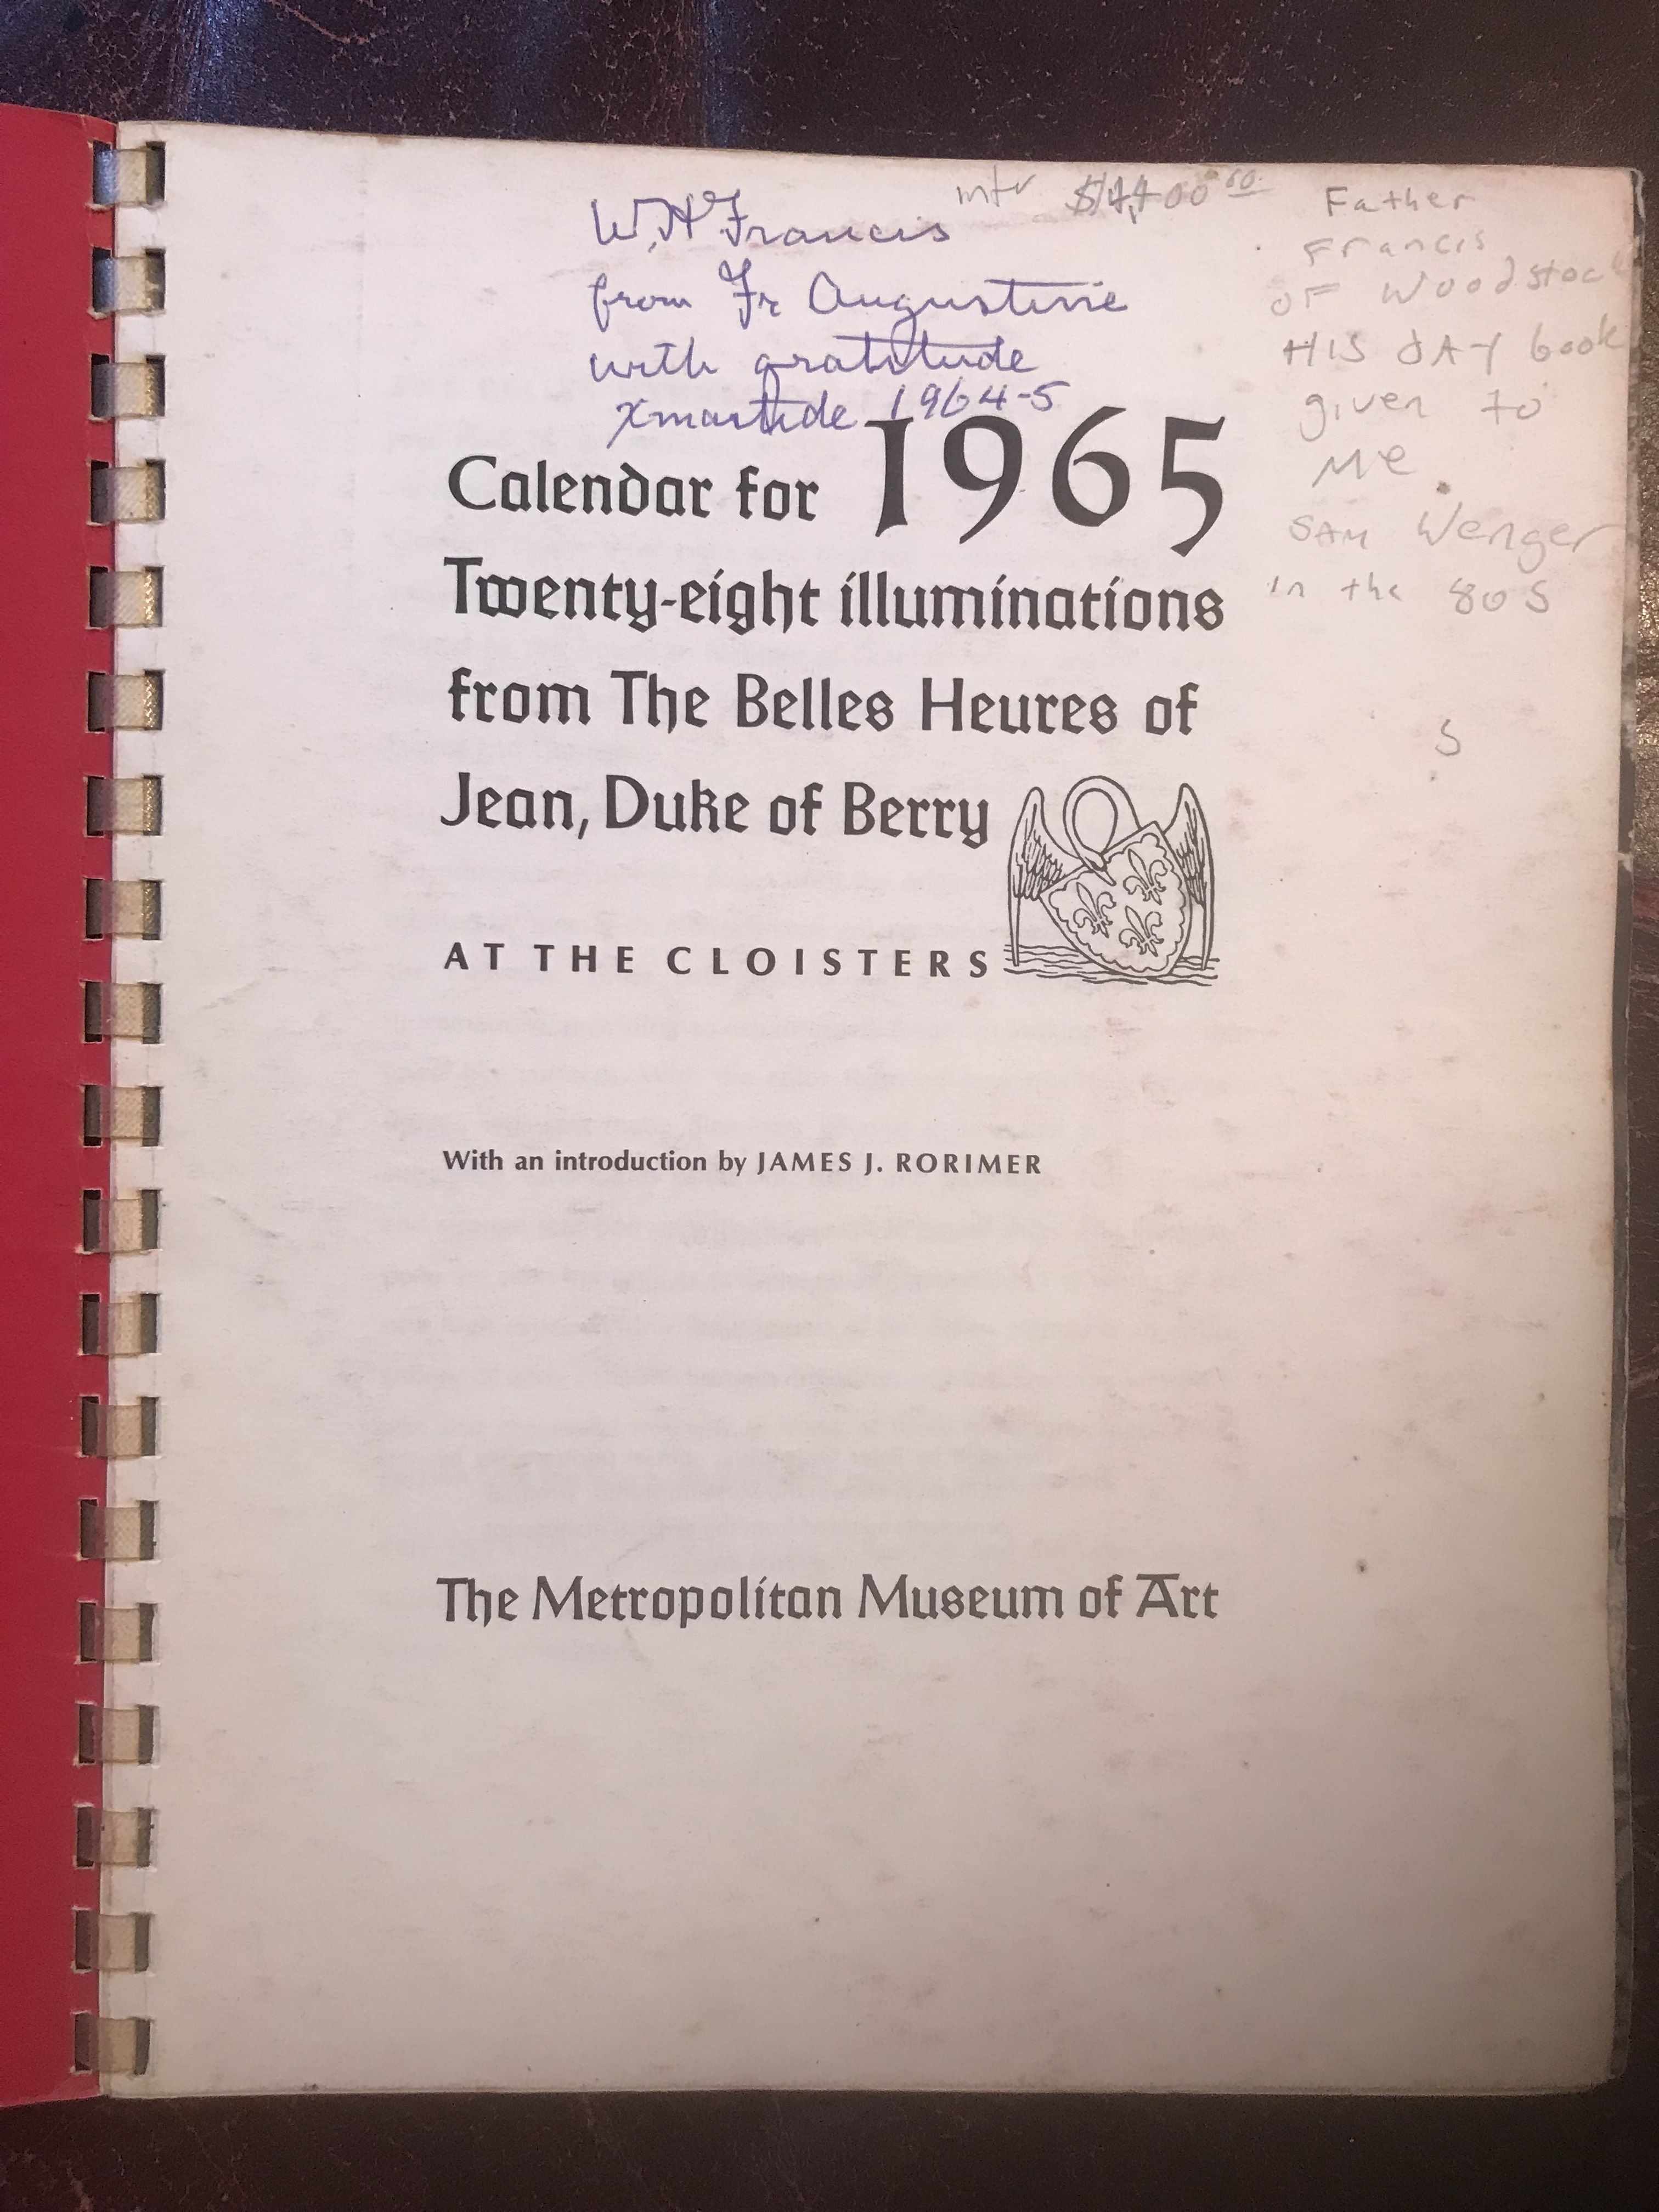 W.H Francis
from Fr Augustine
with gratitude
Xmastide 1964-5
Father
Francis
OF Woodstock
HIS dAY book
given to
Me
SAM Wenger
in the 80S
S
Calendar for 1965
Twenty-eight illuminations
from The Belles Heures of
Jean, Duke of Berry
AT THE CLOISTERS
With an introduction by JAMES J. RORIMER
The Metropolitan Museum of Art